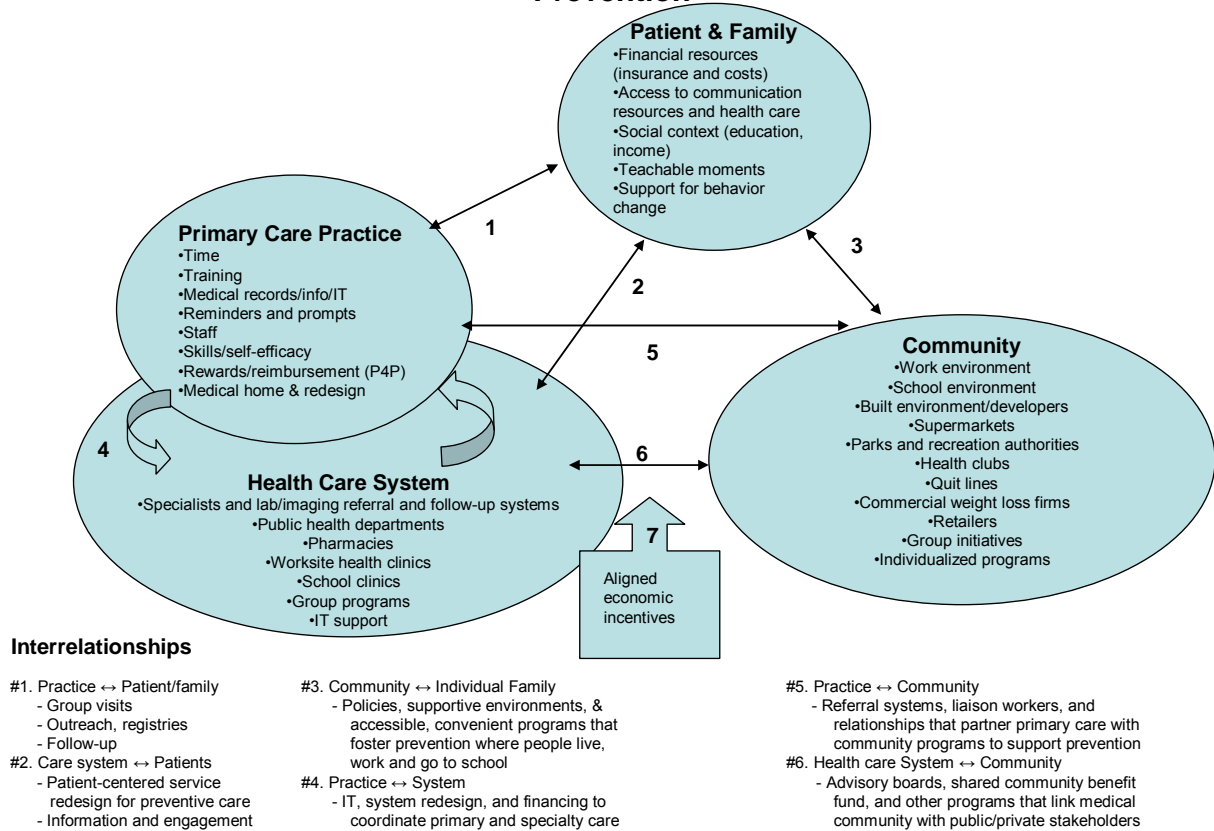 Prevention
Patient & Family
•Financial resources
(insurance and costs)
•Access to communication
resources and health care
•Social context (education,
income)
•Teachable moments
•Support for behavior
change
1
2
3
Primary Care Practice
•Time
•Training
•Medical records/info/IT
•Reminders and prompts
•Staff
•Skills/self-efficacy
•Rewards/reimbursement (P4P)
•Medical home & redesign
4
5
6
Health Care System
•Specialists and lab/imaging referral and follow-up systems
•Public health departments
•Pharmacies
•Worksite health clinics
•School clinics
•Group programs
•IT support
Community
•Work environment
•School environment
•Built environment/developers
•Supermarkets
•Parks and recreation authorities
•Health clubs
•Quit lines
•Commercial weight loss firms
•Retailers
•Group initiatives
•Individualized programs
7
Aligned
economic
incentives
Interrelationships
#1. Practice ↔ Patient/family
- Group visits
- Outreach, registries
- Follow-up
#2. Care system ↔ Patients
- Patient-centered service
redesign for preventive care
- Information and engagement
#3. Community ↔ Individual Family
- Policies, supportive environments, &
accessible, convenient programs that
foster prevention where people live,
work and go to school
#4. Practice ↔ System
- IT, system redesign, and financing to
coordinate primary and specialty care
#5. Practice ↔ Community
- Referral systems, liaison workers, and
relationships that partner primary care with
community programs to support prevention
#6. Health care System ↔ Community
- Advisory boards, shared community benefit
fund, and other programs that link medical
community with public/private stakeholders